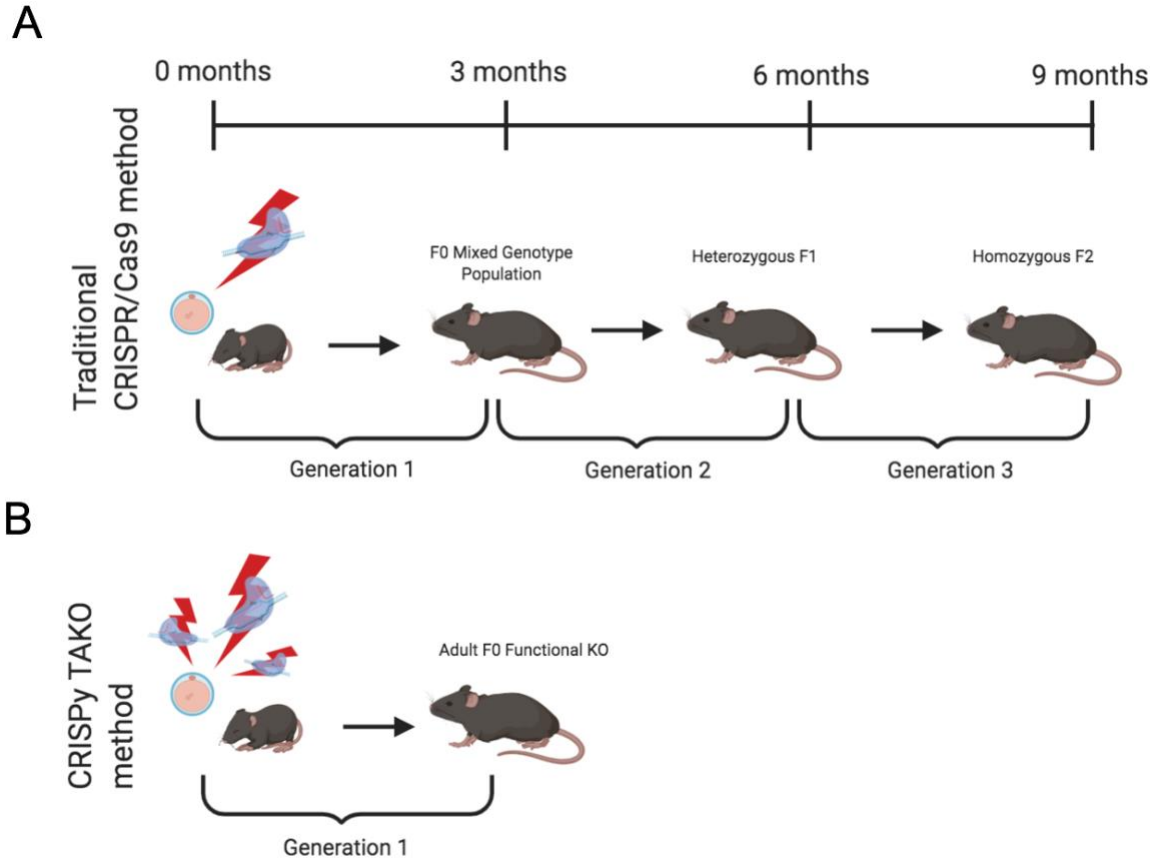 A
0 months
3 months
6 months
9 months
Traditional
CRISPR/Cas9 method
F0 Mixed Genotype
Population
Heterozygous F1
Homozygous F2
Generation 1
Generation 2
Generation 3
B
CRISPy TAKO
method
Adult F0 Functional KO
Generation 1